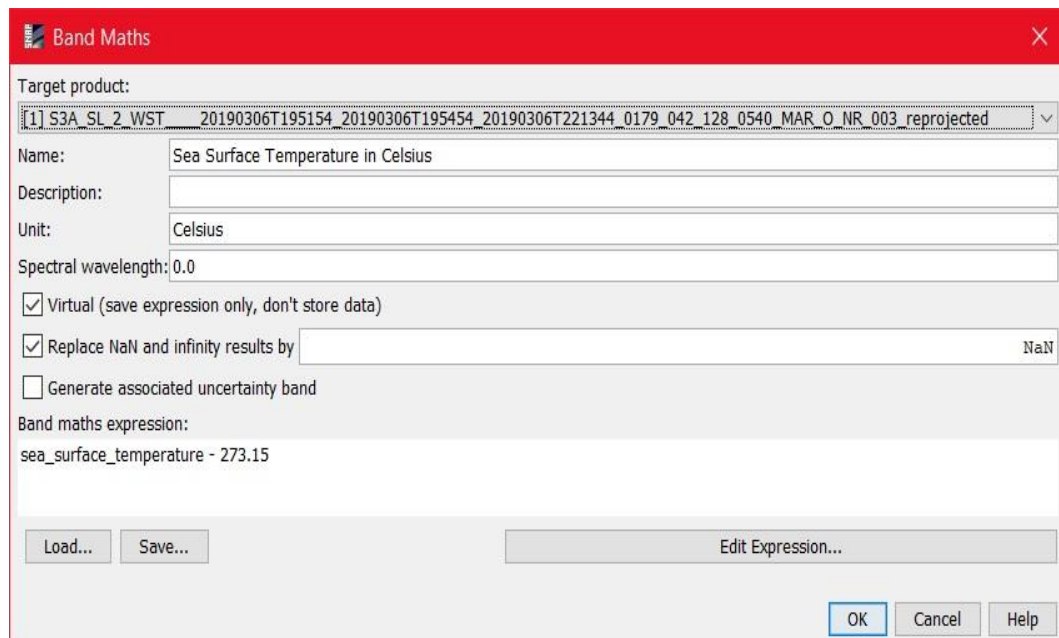 SNAP
Band Maths
Target product:
[1] S3A_SL_2_WST____20190306T195154_20190306T195454_20190306T221344_0179_042_128_0540_MAR_O_NR_003_reprojected
Name: Sea Surface Temperature in Celsius
Description:
Unit: Celsius
Spectral wavelength: 0.0
Virtual (save expression only, don't store data)
Replace NaN and infinity results by NaN
Generate associated uncertainty band
Band maths expression:
sea_surface_temperature - 273.15
Load... Save... Edit Expression...
OK Cancel Help